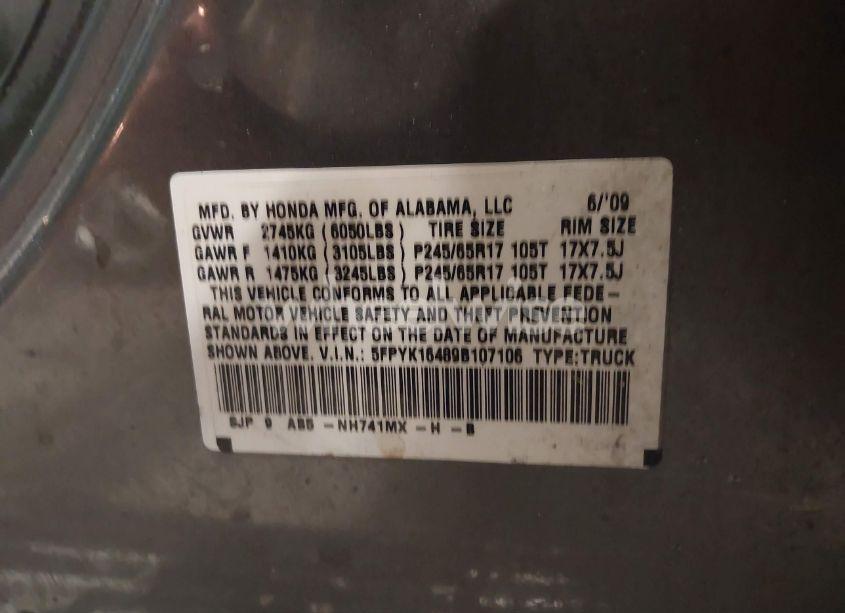 MFD. BY HONDA MFG. OF ALABAMA, LLC 6/'09
GVWR 2745KG (6050LBS) TIRE SIZE RIM SIZE
GAWR F 1410KG (3105LBS) P245/65R17 105T 17X7.5J
GAWR R 1475KG (3245LBS) P245/65R17 105T 17X7.5J
THIS VEHICLE CONFORMS TO ALL APPLICABLE FEDE-
RAL MOTOR VEHICLE SAFETY AND THEFT PREVENTION
STANDARDS IN EFFECT ON THE DATE OF MANUFACTURE
SHOWN ABOVE. V.I.N.: 5FPYK16489B107106 TYPE:TRUCK
SJP 9 AB5 -NH741MX -H -B